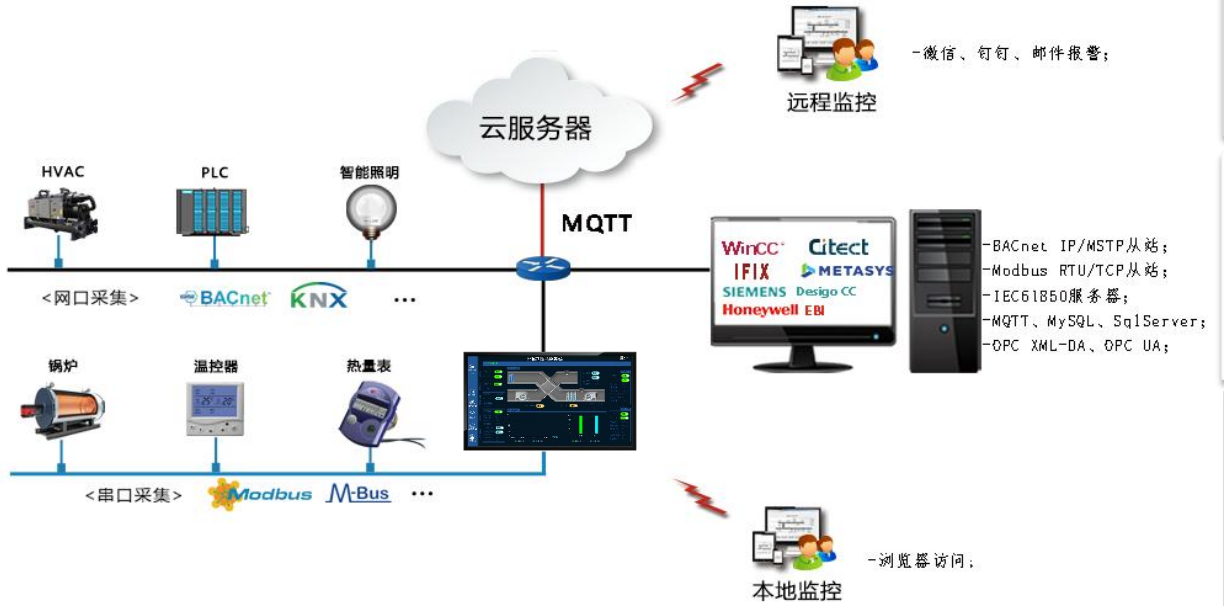 -微信、钉钉、邮件报警;
远程监控
云服务器
HVAC
PLC
智能照明
MQTT
WinCC
Citect
IFIX
METASYS
SIEMENS Desigo CC
Honeywell EBI
-BACnet IP/MSTP从站;
-Modbus RTU/TCP从站;
-IEC61850服务器;
-MQTT、MySQL、SqlServer;
-OPC XML-DA、OPC UA;
<网口采集>
BACnet
KNX
...
锅炉
温控器
热量表
<串口采集>
Modbus
M-Bus
...
-浏览器访问;
本地监控